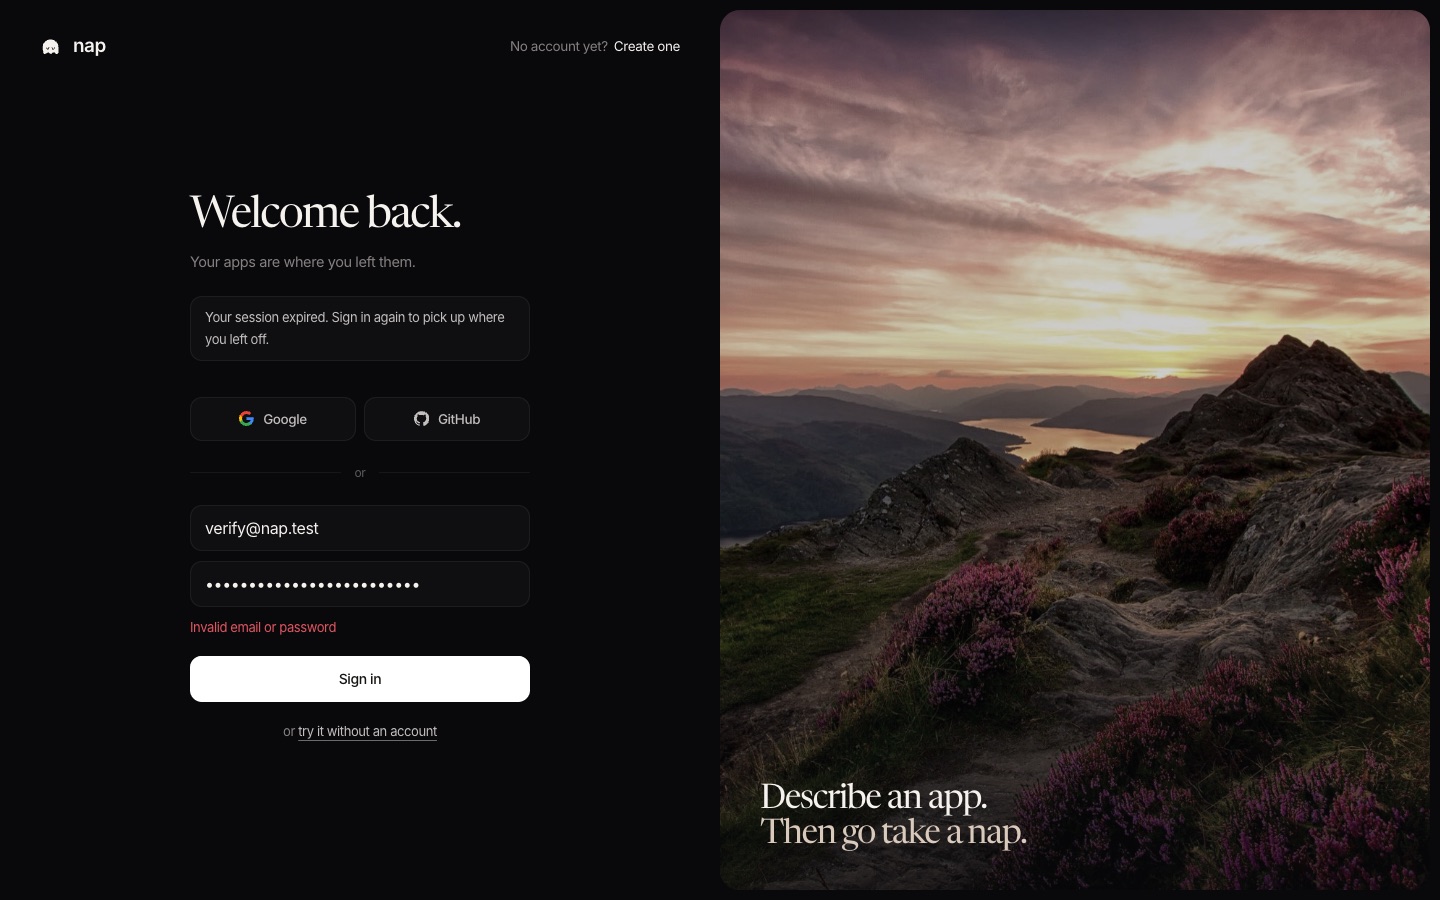 nap
No account yet? Create one
Welcome back.
Your apps are where you left them.
Your session expired. Sign in again to pick up where
you left off.
Google
GitHub
or
verify@nap.test
•••••••••••••••••••••••••
Invalid email or password
Sign in
or try it without an account
Describe an app.
Then go take a nap.